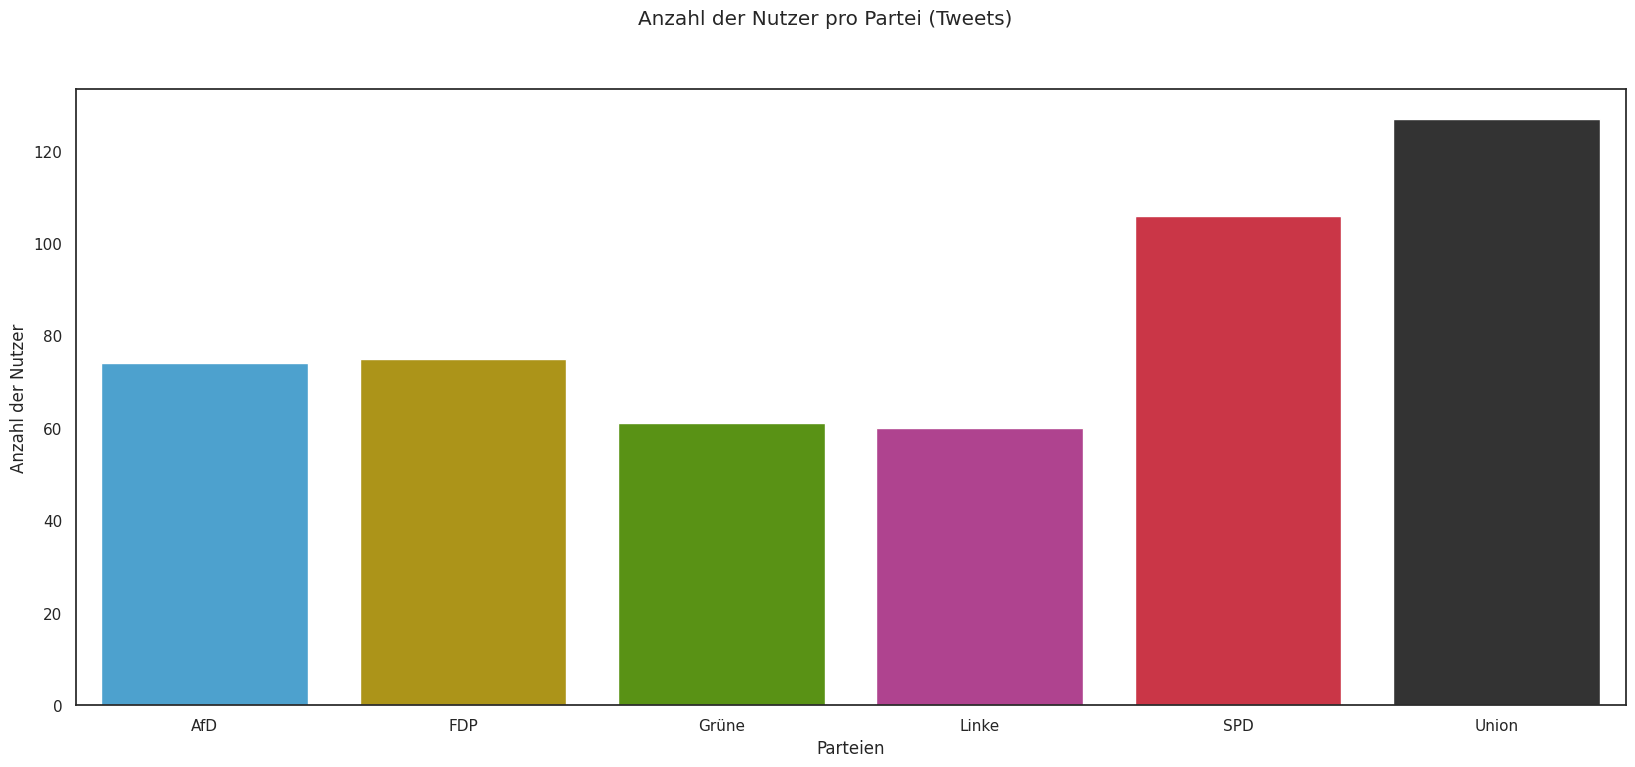 Anzahl der Nutzer pro Partei (Tweets)
Anzahl der Nutzer
120
100
80
60
40
20
0
AfD FDP Grüne Linke SPD Union
Parteien